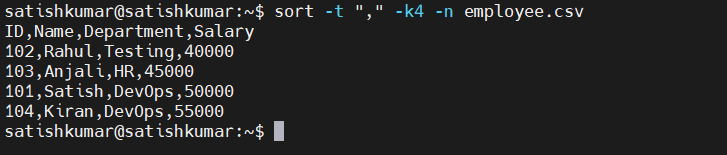 satishkumar@satishkumar:~$ sort -t "," -k4 -n employee.csv
ID,Name,Department,Salary
102,Rahul,Testing,40000
103,Anjali,HR,45000
101,Satish,DevOps,50000
104,Kiran,DevOps,55000
satishkumar@satishkumar:~$